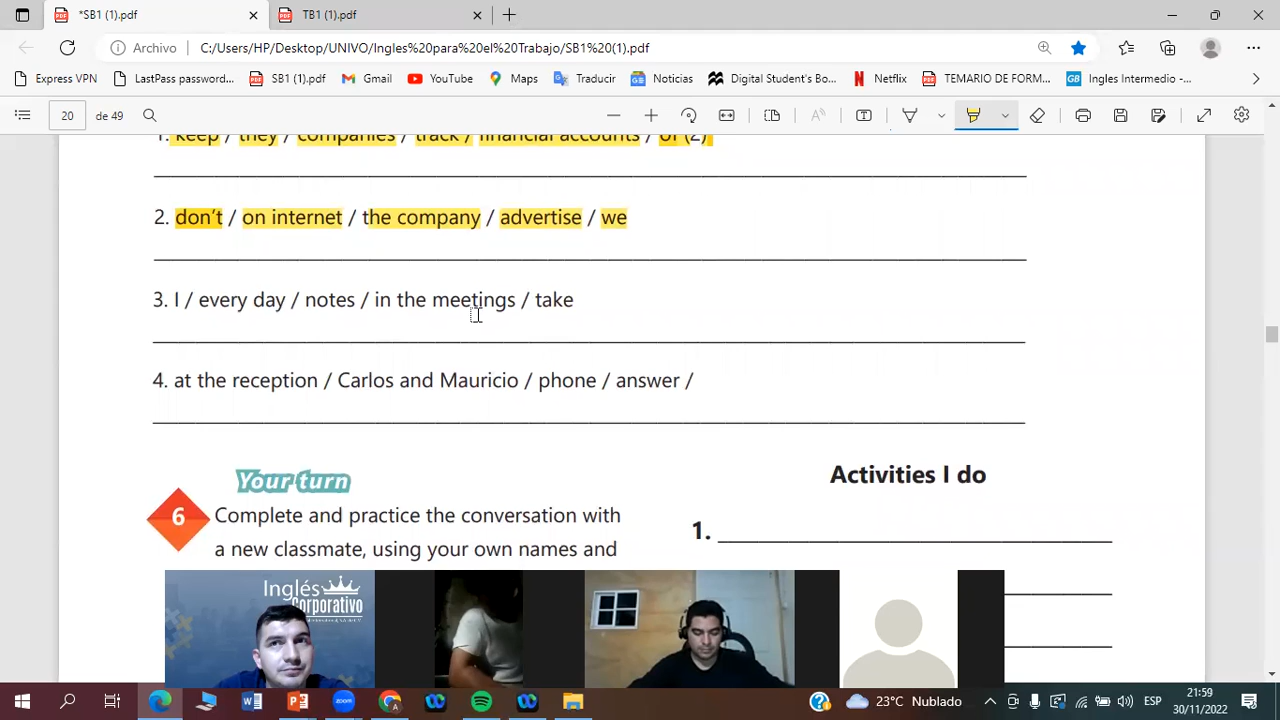 *SB1 (1).pdf
TB1 (1).pdf
Archivo
C:/Users/HP/Desktop/UNIVO/Ingles%20para%20el%20Trabajo/SB1%20(1).pdf
Express VPN
LastPass password...
SB1 (1).pdf
Gmail
YouTube
Maps
Traducir
Noticias
Digital Student's Bo...
Netflix
TEMARIO DE FORM...
Ingles Intermedio -...
20 de 49
1. keep / they / companies / track / financial accounts / of (2)
2. don't / on internet / the company / advertise / we
3. I / every day / notes / in the meetings / take
4. at the reception / Carlos and Mauricio / phone / answer /
Your turn
Activities I do
6
Complete and practice the conversation with
a new classmate, using your own names and
1.
Inglés
Corporativo
23°C Nublado
ESP
21:59
30/11/2022